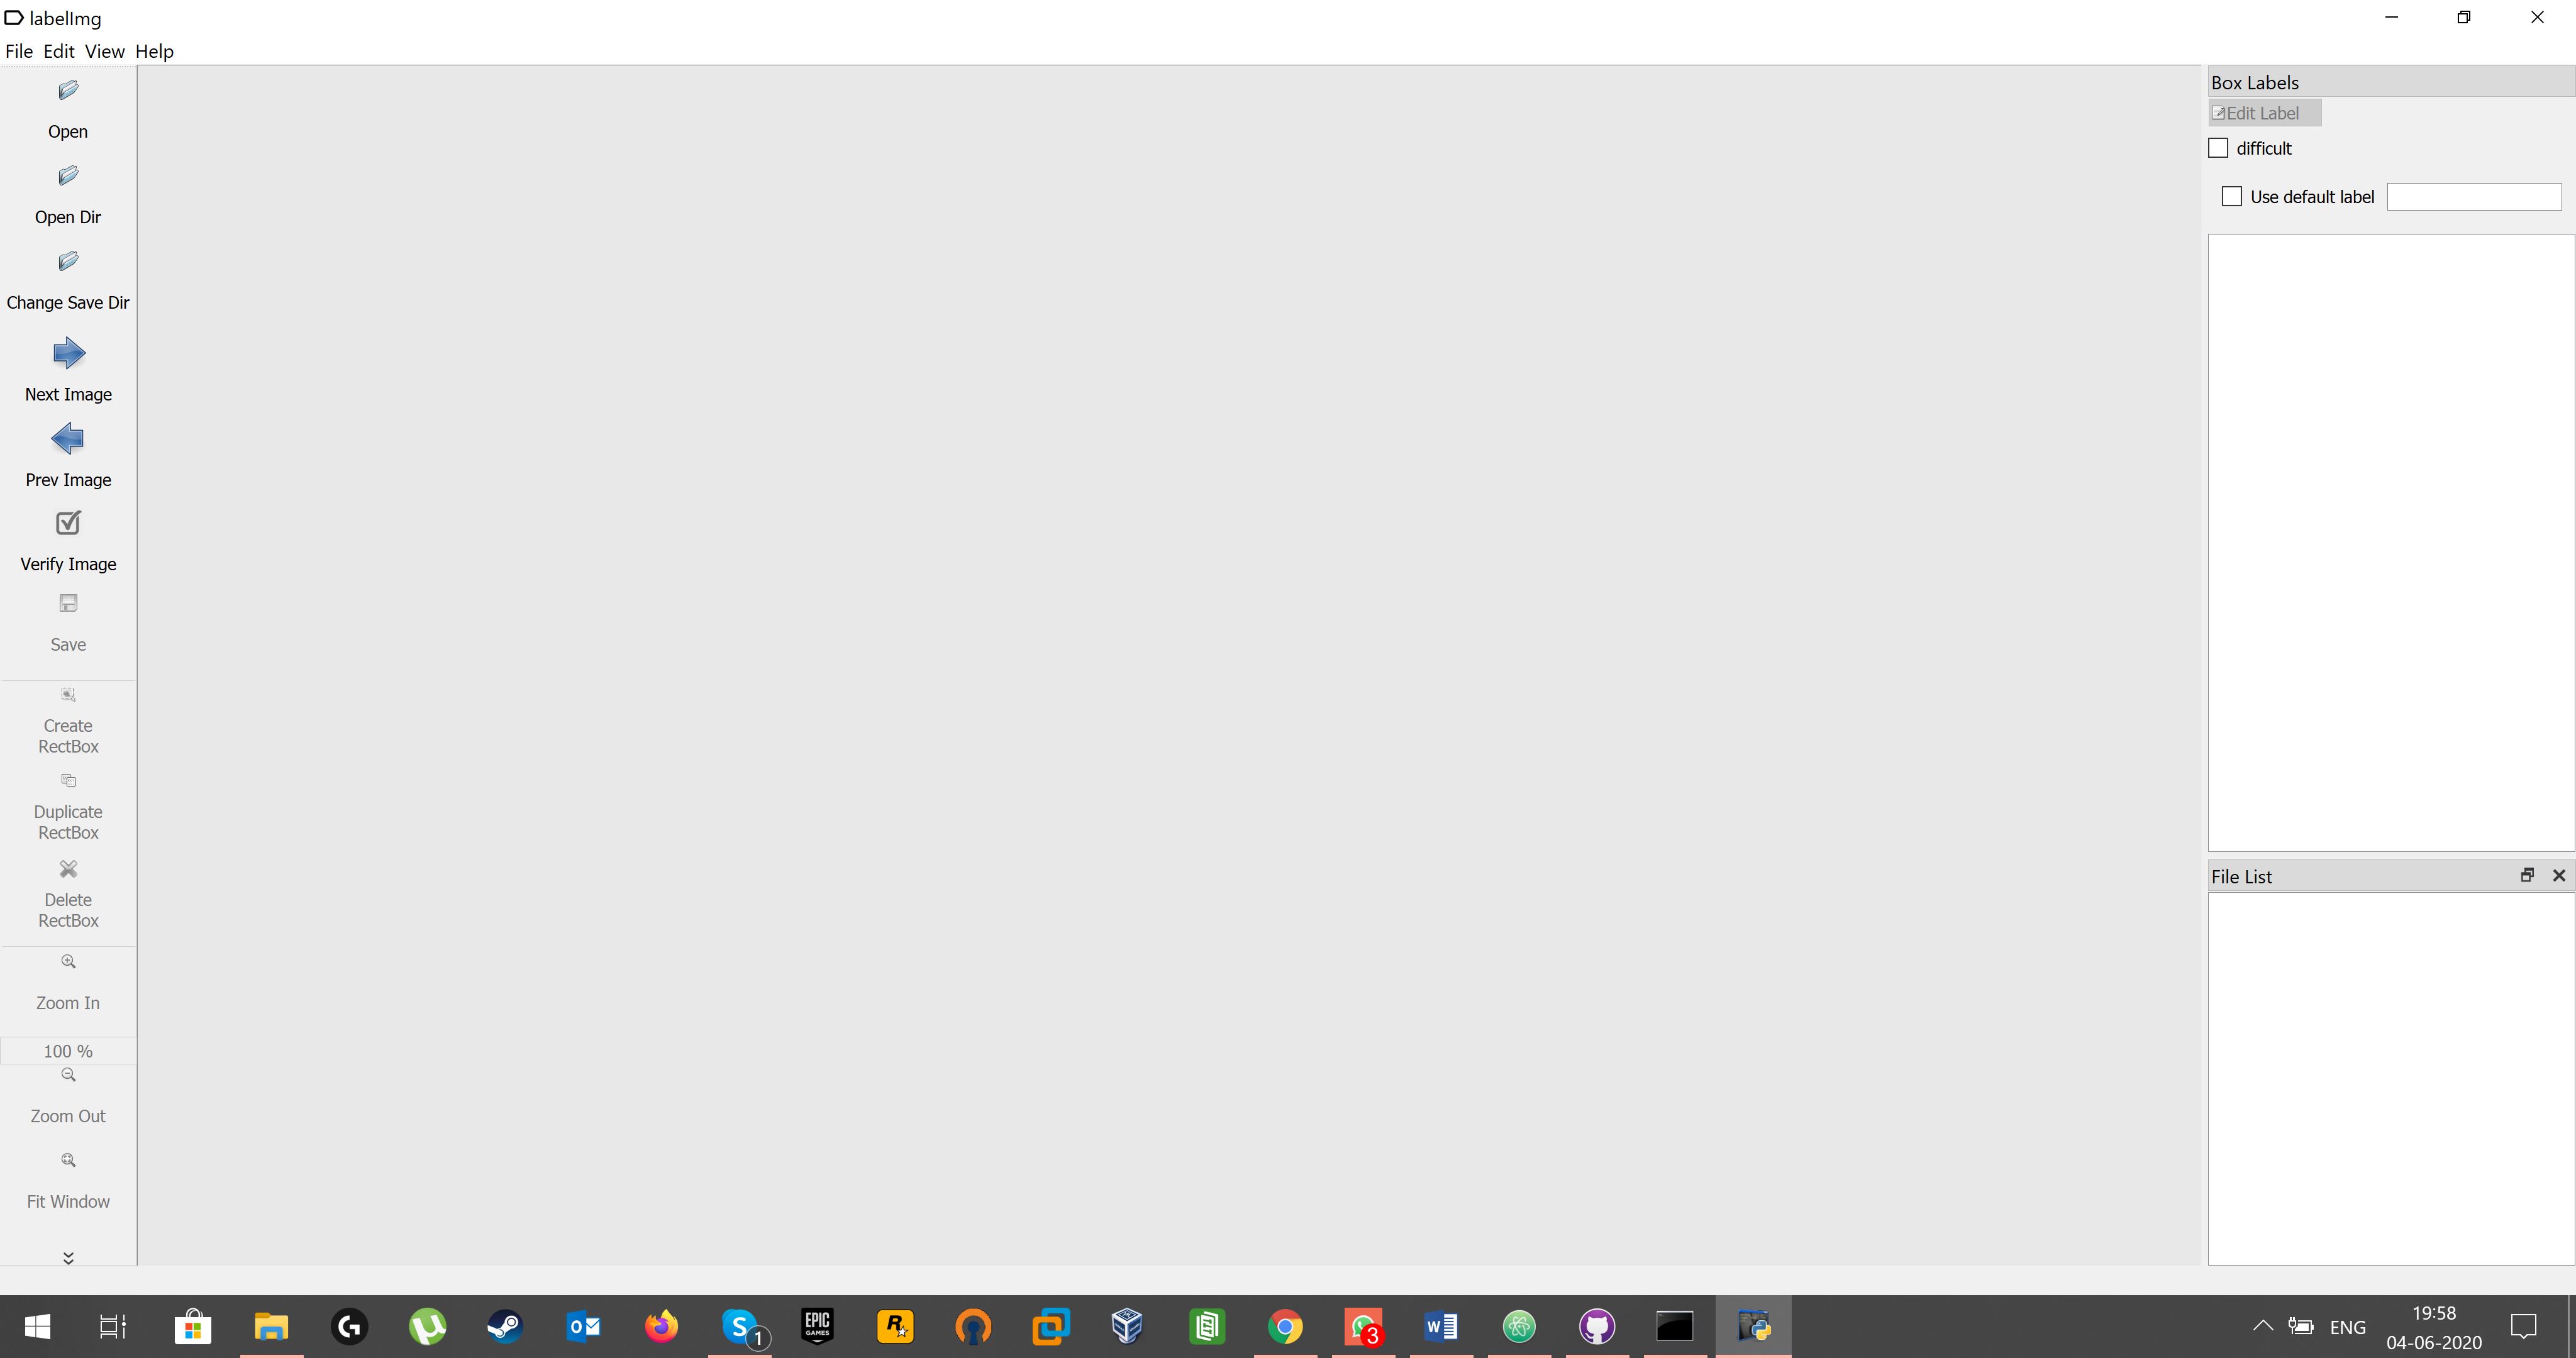 labelImg
File Edit View Help
Open
Open Dir
Change Save Dir
Next Image
Prev Image
Verify Image
Save
Create
RectBox
Duplicate
RectBox
Delete
RectBox
Zoom In
100 %
Zoom Out
Fit Window
Box Labels
Edit Label
difficult
Use default label
File List
S 1
EPIC
GAMES
R
3
W
ENG
19:58
04-06-2020